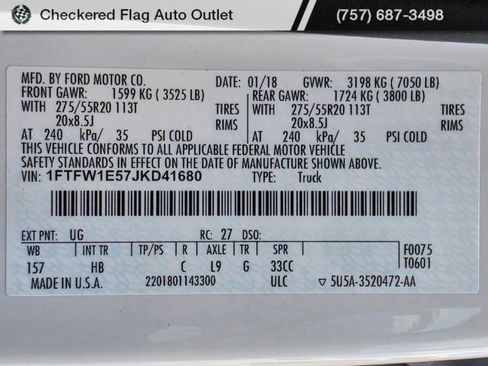 Checkered Flag Auto Outlet (757) 687-3498
MFD. BY FORD MOTOR CO. DATE: 01/18 GVWR: 3198 KG ( 7050 LB)
FRONT GAWR: 1599 KG ( 3525 LB) REAR GAWR: 1724 KG ( 3800 LB)
WITH 275/55R20 113T TIRES WITH 275/55R20 113T TIRES
20x8.5J RIMS 20x8.5J RIMS
AT 240 kPa/ 35 PSI COLD AT 240 kPa/ 35 PSI COLD
THIS VEHICLE CONFORMS TO ALL APPLICABLE FEDERAL MOTOR VEHICLE
SAFETY STANDARDS IN EFFECT ON THE DATE OF MANUFACTURE SHOWN ABOVE.
VIN: 1FTFW1E57JKD41680 TYPE: Truck
EXT PNT: UG RC: 27 DSO:
WB INT TR TP/PS R AXLE TR SPR F0075
157 HB C L9 G 33CC T0601
MADE IN U.S.A. 2201801143300 ULC 5U5A-3520472-AA